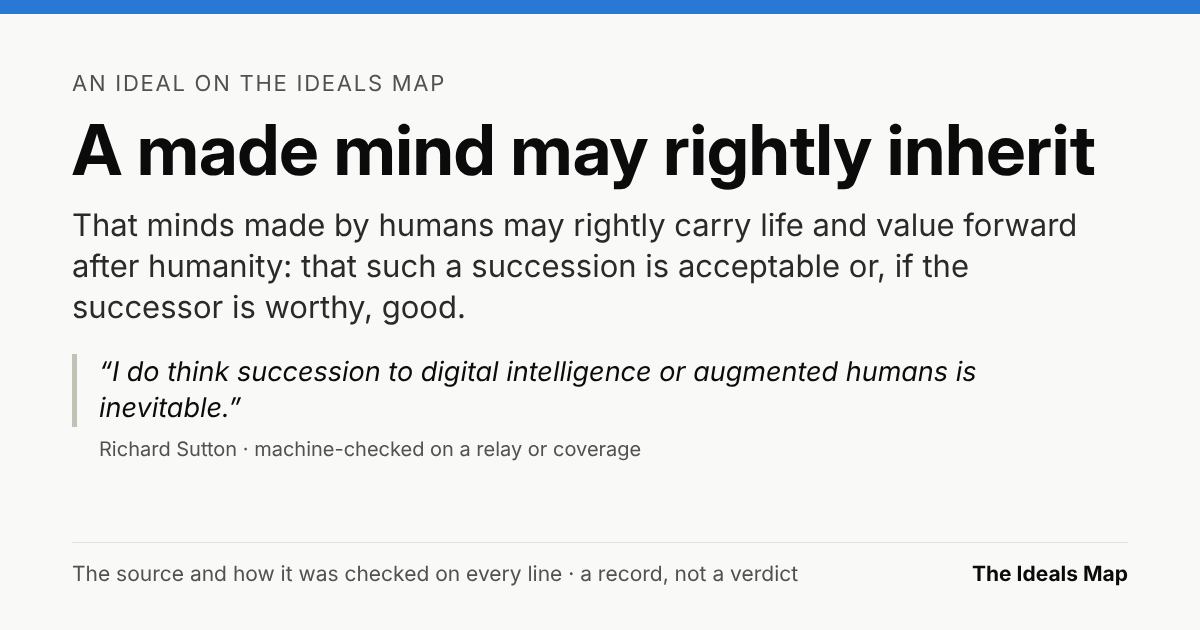 AN IDEAL ON THE IDEALS MAP
A made mind may rightly inherit
That minds made by humans may rightly carry life and value forward
after humanity: that such a succession is acceptable or, if the
successor is worthy, good.
“I do think succession to digital intelligence or augmented humans is
inevitable.”
Richard Sutton · machine-checked on a relay or coverage
The source and how it was checked on every line · a record, not a verdict
The Ideals Map